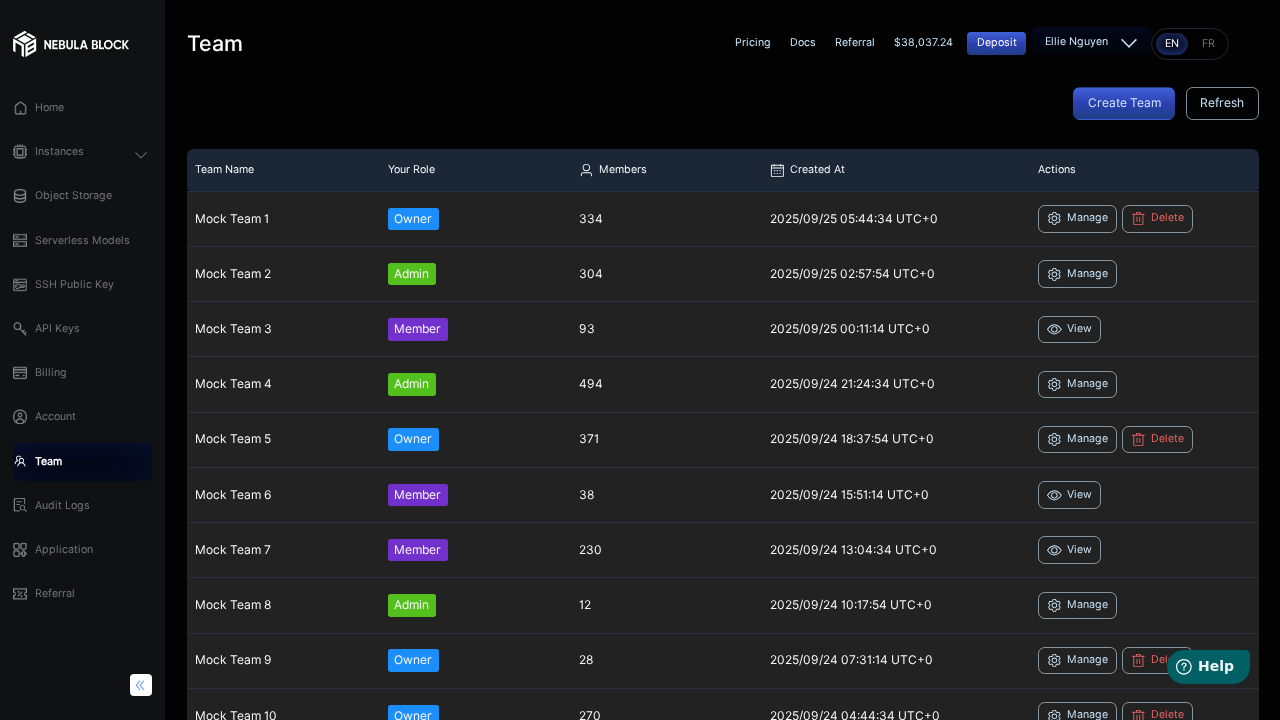 NEBULA BLOCK
Home
Instances
Object Storage
Serverless Models
SSH Public Key
API Keys
Billing
Account
Team
Audit Logs
Application
Referral
Team
Pricing Docs Referral $38,037.24 Deposit Ellie Nguyen EN FR
Create Team Refresh
Team Name Your Role Members Created At Actions
Mock Team 1 Owner 334 2025/09/25 05:44:34 UTC+0 Manage Delete
Mock Team 2 Admin 304 2025/09/25 02:57:54 UTC+0 Manage
Mock Team 3 Member 93 2025/09/25 00:11:14 UTC+0 View
Mock Team 4 Admin 494 2025/09/24 21:24:34 UTC+0 Manage
Mock Team 5 Owner 371 2025/09/24 18:37:54 UTC+0 Manage Delete
Mock Team 6 Member 38 2025/09/24 15:51:14 UTC+0 View
Mock Team 7 Member 230 2025/09/24 13:04:34 UTC+0 View
Mock Team 8 Admin 12 2025/09/24 10:17:54 UTC+0 Manage
Mock Team 9 Owner 28 2025/09/24 07:31:14 UTC+0 Manage
Help
Mock Team 10 Owner 270 2025/09/24 04:44:34 UTC+0 Manage Delete